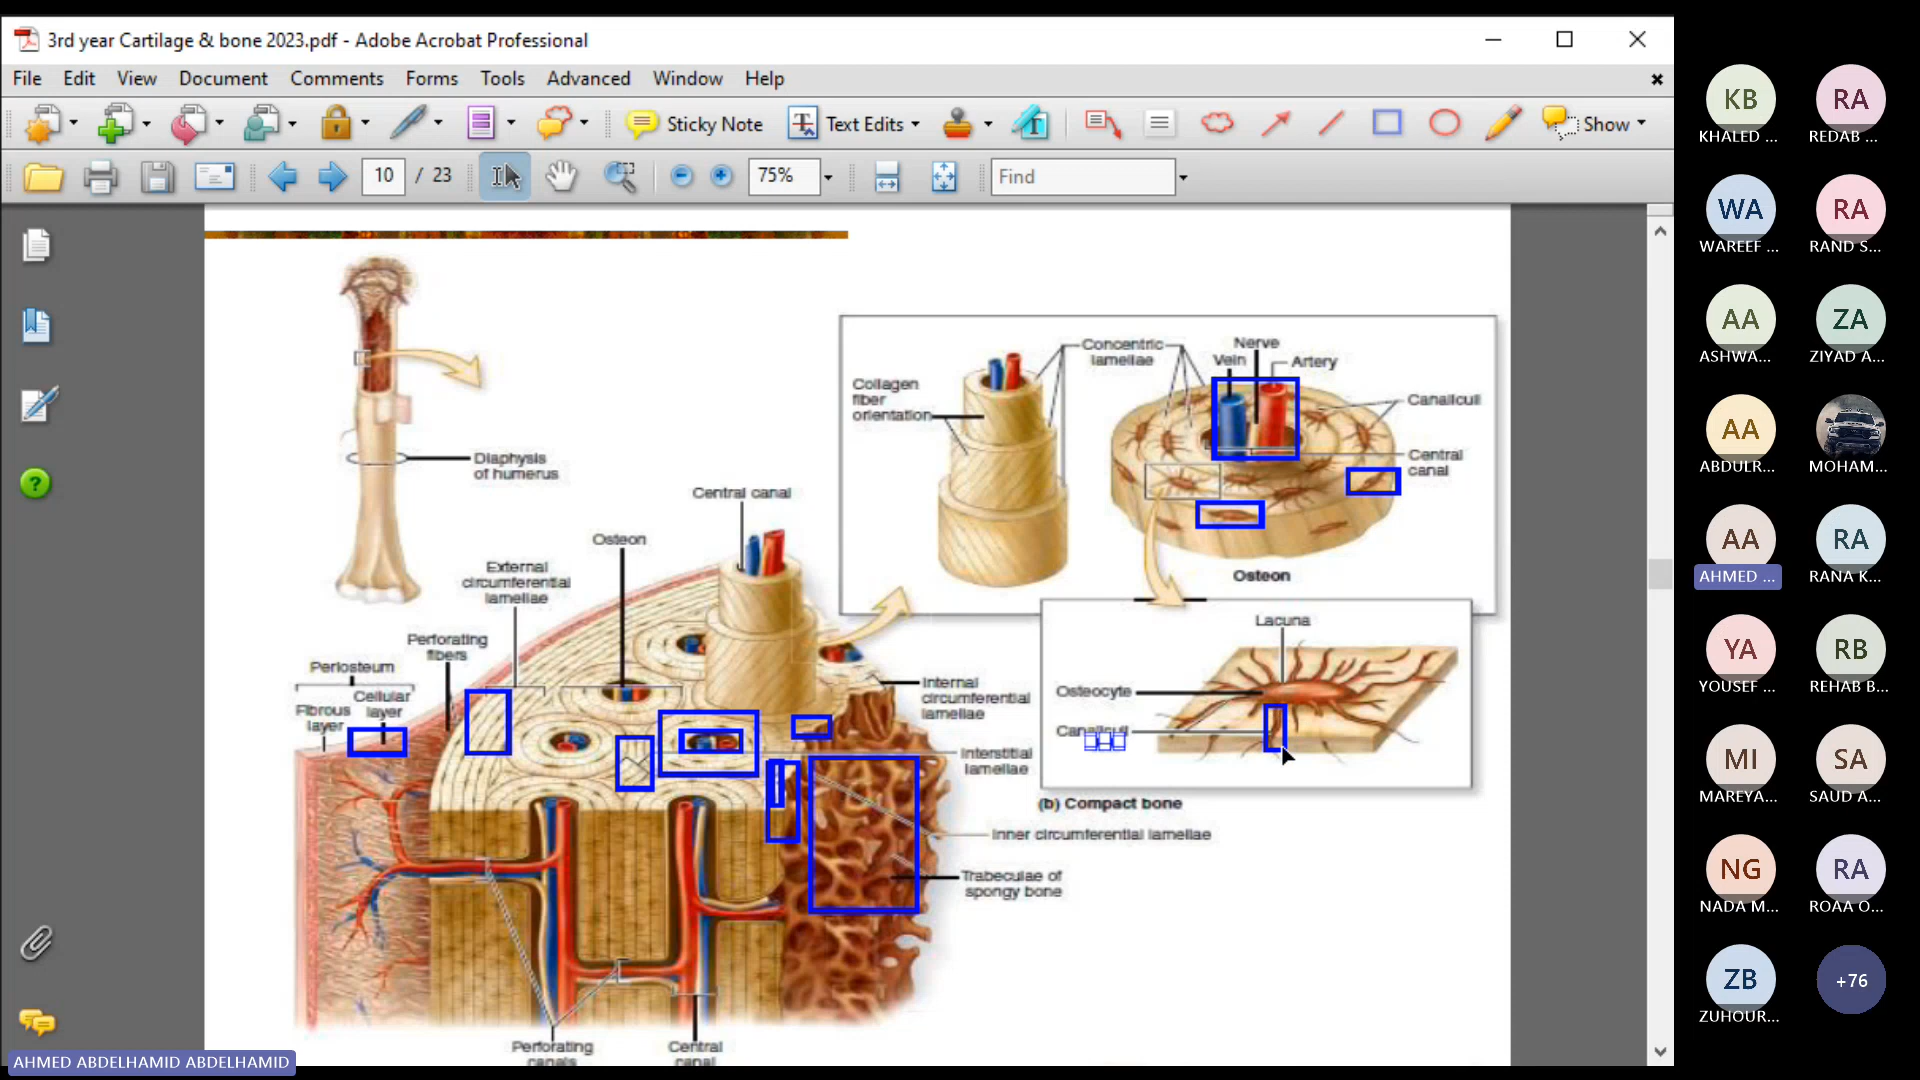 3rd year Cartilage & bone 2023.pdf - Adobe Acrobat Professional
File Edit View Document Comments Forms Tools Advanced Window Help
Sticky Note Text Edits Show
10 / 23 75% Find
Concentric lamellae
Nerve
Vein
Artery
Collagen fiber orientation
Canaliculi
Central canal
Diaphysis of humerus
Central canal
Osteon
External circumferential lamellae
Osteon
Perforating fibers
Lacuna
Periosteum
Cellular layer
Fibrous layer
Internal circumferential lamellae
Osteocyte
Canaliculi
Interstitial lamellae
(b) Compact bone
Inner circumferential lamellae
Trabeculae of spongy bone
Perforating canals
Central canal
AHMED ABDELHAMID ABDELHAMID
KB RA
KHALED ... REDAB ...
WA RA
WAREEF ... RAND S...
AA ZA
ASHWA... ZIYAD A...
AA
ABDULR... MOHAM...
AA RA
AHMED ... RANA K...
YA RB
YOUSEF ... REHAB B...
MI SA
MAREYA... SAUD A...
NG RA
NADA M... ROAA O...
ZB +76
ZUHOUR...